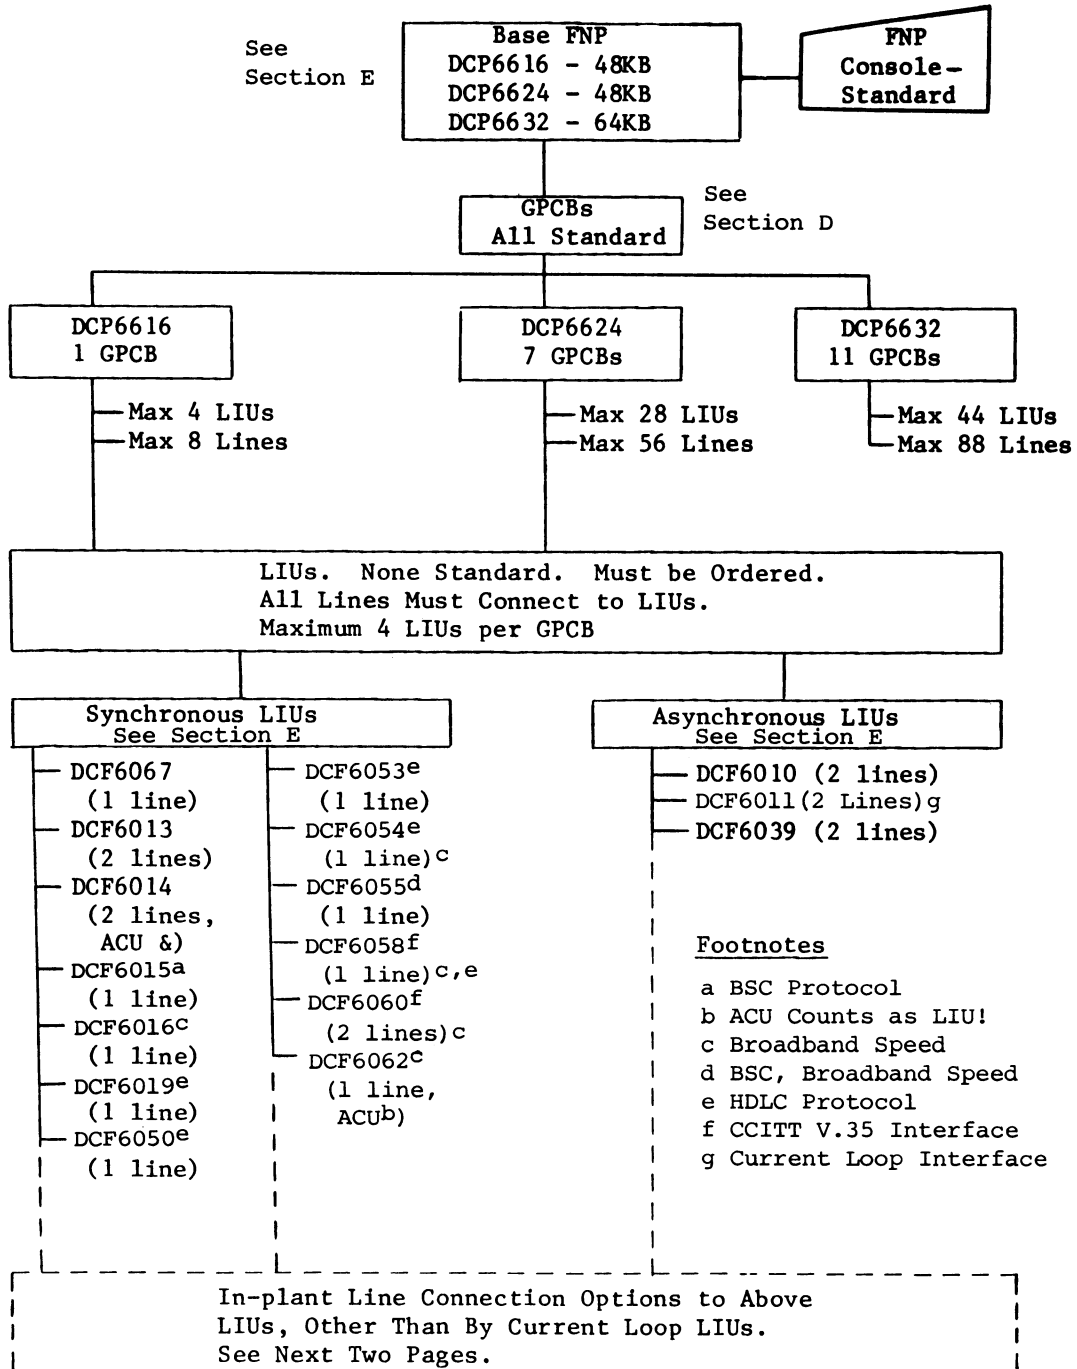 See
Section E
Base FNP
DCP6616 - 48KB
DCP6624 - 48KB
DCP6632 - 64KB
FNP
Console-
Standard
GPCBs
All Standard
See
Section D
DCP6616
1 GPCB
Max 4 LIUs
Max 8 Lines
DCP6624
7 GPCBs
Max 28 LIUs
Max 56 Lines
DCP6632
11 GPCBs
Max 44 LIUs
Max 88 Lines
LIUs. None Standard. Must be Ordered.
All Lines Must Connect to LIUs.
Maximum 4 LIUs per GPCB
Synchronous LIUs
See Section E
DCF6067
(1 line)
DCF6013
(2 lines)
DCF6014
(2 lines,
ACU &)
DCF6015a
(1 line)
DCF6016c
(1 line)
DCF6019e
(1 line)
DCF6050e
(1 line)
DCF6053e
(1 line)
DCF6054e
(1 line)c
DCF6055d
(1 line)
DCF6058f
(1 line)c,e
DCF6060f
(2 lines)c
DCF6062c
(1 line,
ACUb)
Asynchronous LIUs
See Section E
DCF6010 (2 lines)
DCF6011(2 Lines)g
DCF6039 (2 lines)
Footnotes
a BSC Protocol
b ACU Counts as LIU!
c Broadband Speed
d BSC, Broadband Speed
e HDLC Protocol
f CCITT V.35 Interface
g Current Loop Interface
In-plant Line Connection Options to Above
LIUs, Other Than By Current Loop LIUs.
See Next Two Pages.